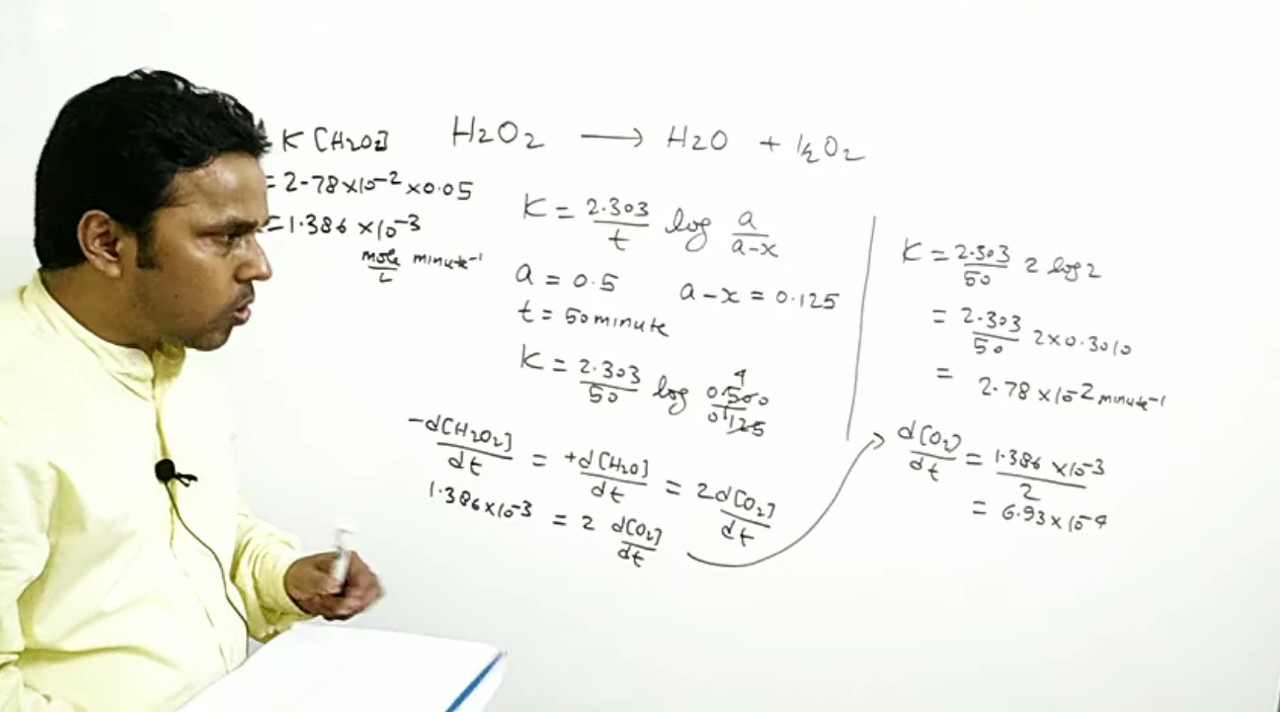 H2O2 → H2O + ½O2
K [H2O2]
= 2.78×10-2 ×0.05
= 1.386 ×10-3
mole/L minute-1
K = 2.303/t log a/a-x
a = 0.5 a-x = 0.125
t = 50 minute
K = 2.303/50 log 0.500/0.125 4 1
-d[H2O2]/dt = +d[H2O]/dt = 2d[O2]/dt
1.386×10-3 = 2 d[O2]/dt
K = 2.303/50 2 log 2
= 2.303/50 2×0.3010
= 2.78 ×10-2 minute-1
d[O2]/dt = 1.386 ×10-3/2
= 6.93×10-4